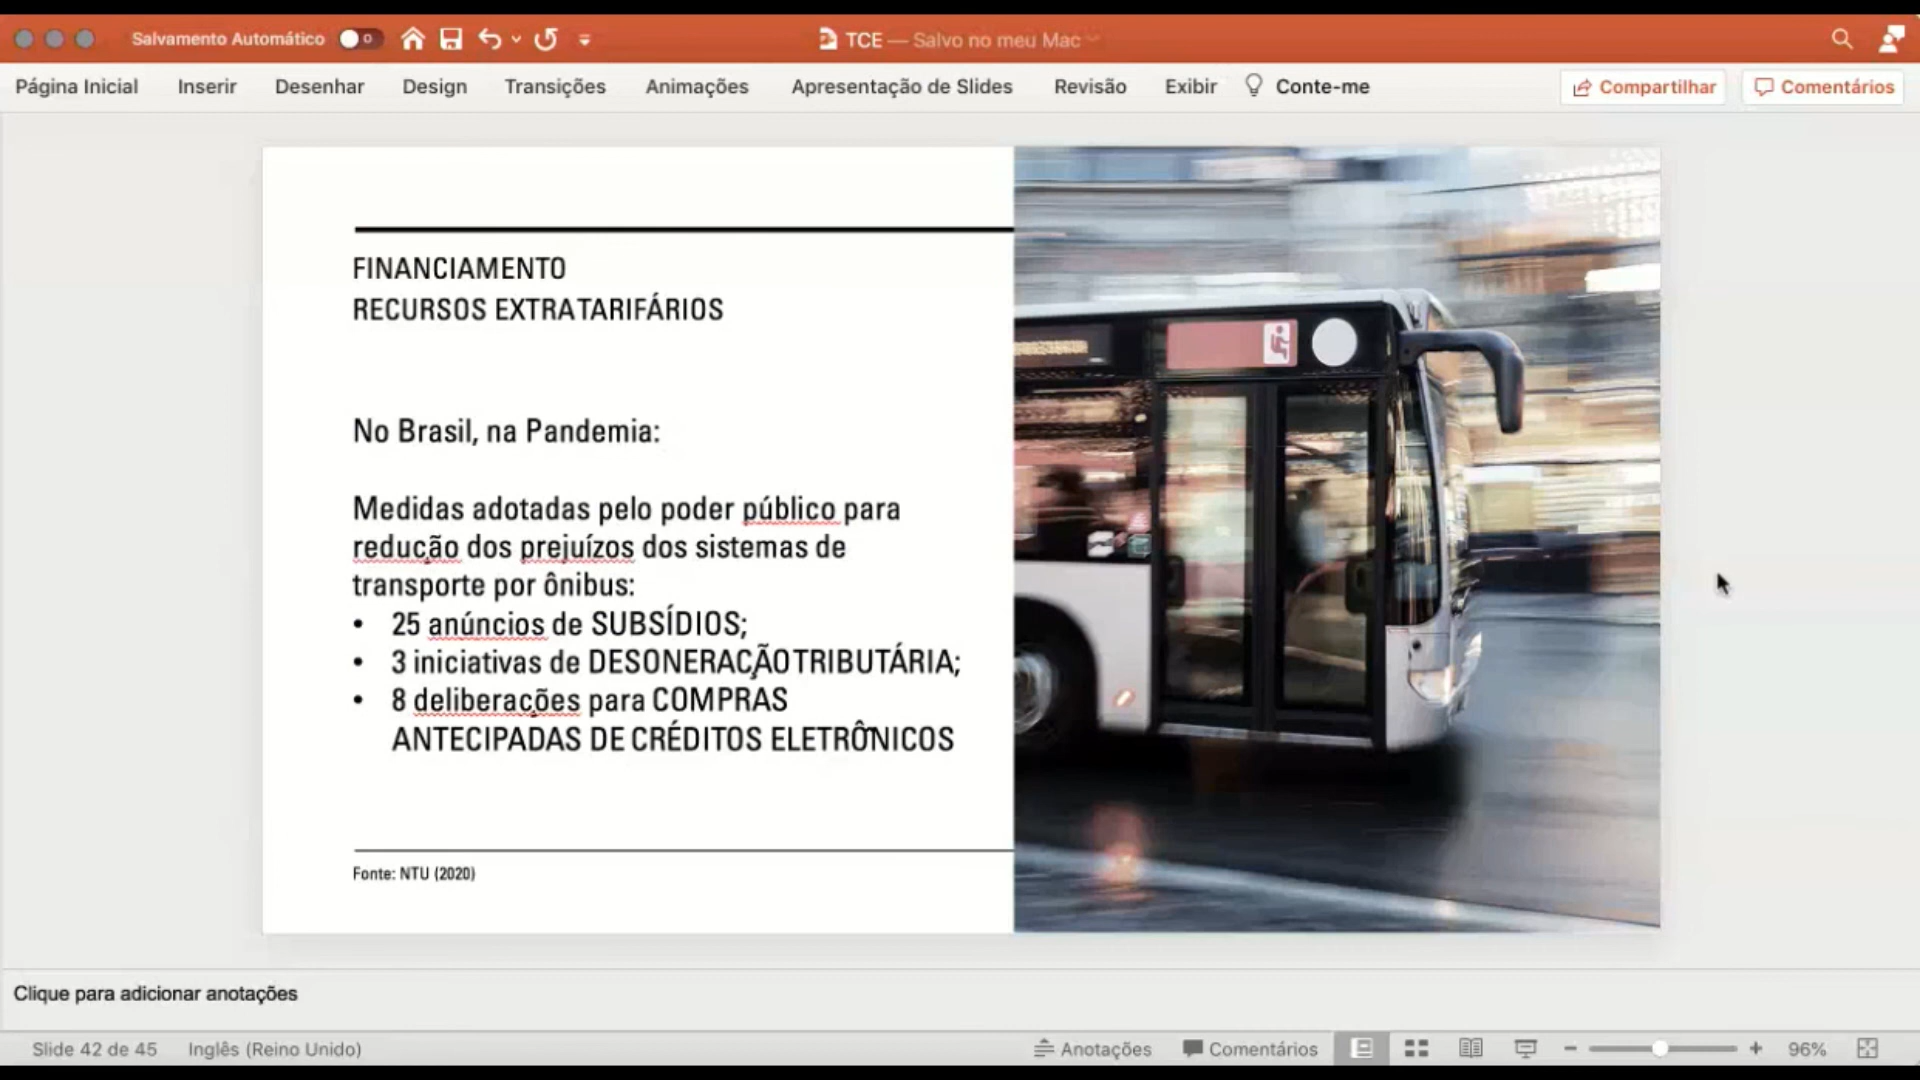 Salvamento Automático
TCE — Salvo no meu Mac
Página Inicial Inserir Desenhar Design Transições Animações Apresentação de Slides Revisão Exibir Conte-me Compartilhar Comentários
FINANCIAMENTO
RECURSOS EXTRATARIFÁRIOS
No Brasil, na Pandemia:
Medidas adotadas pelo poder público para
redução dos prejuízos dos sistemas de
transporte por ônibus:
• 25 anúncios de SUBSÍDIOS;
• 3 iniciativas de DESONERAÇÃO TRIBUTÁRIA;
• 8 deliberações para COMPRAS
ANTECIPADAS DE CRÉDITOS ELETRÔNICOS
Fonte: NTU (2020)
Clique para adicionar anotações
Slide 42 de 45 Inglês (Reino Unido) Anotações Comentários 96%